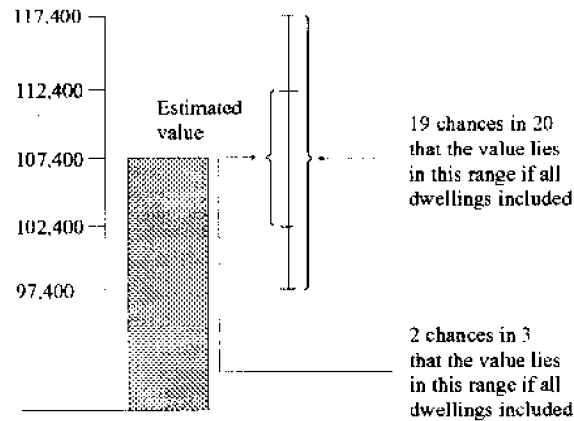 117,400
112,400
Estimated
value
107,400
102,400
97,400
19 chances in 20
that the value lies
in this range if all
dwellings included
2 chances in 3
that the value lies
in this range if all
dwellings included